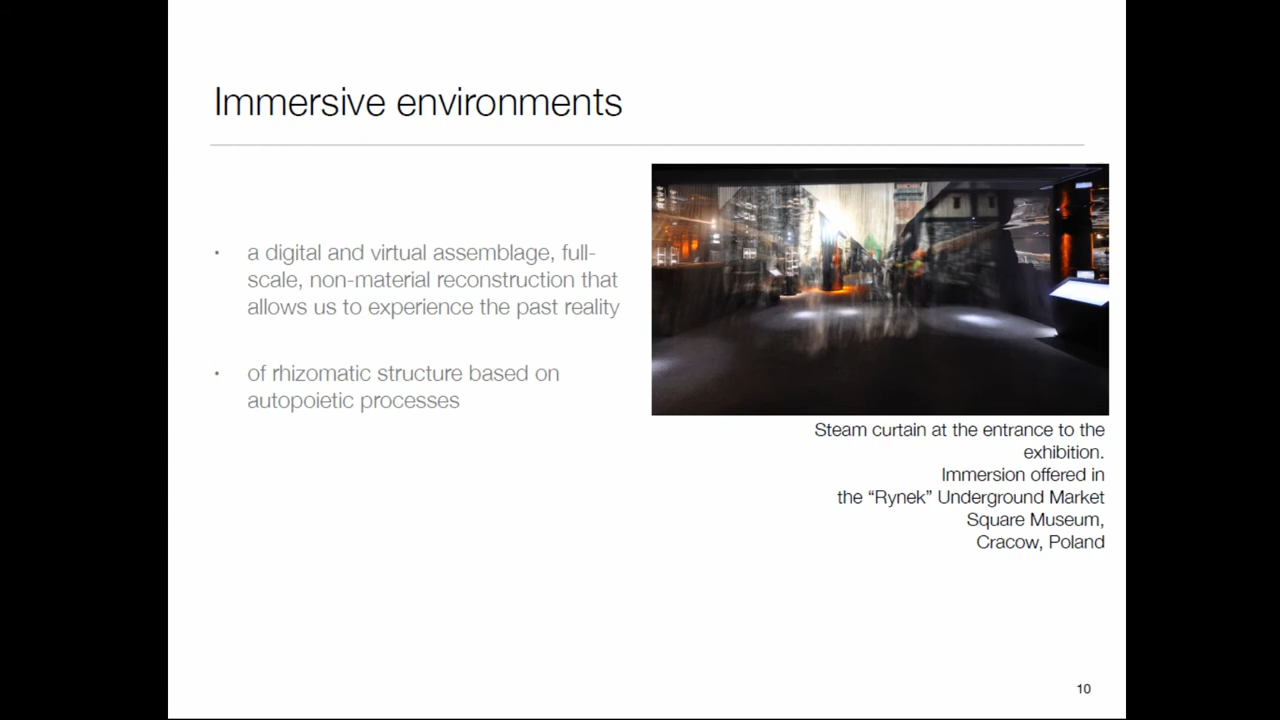 Immersive environments
• a digital and virtual assemblage, full-
scale, non-material reconstruction that
allows us to experience the past reality
• of rhizomatic structure based on
autopoietic processes
Steam curtain at the entrance to the
exhibition.
Immersion offered in
the “Rynek” Underground Market
Square Museum,
Cracow, Poland
10